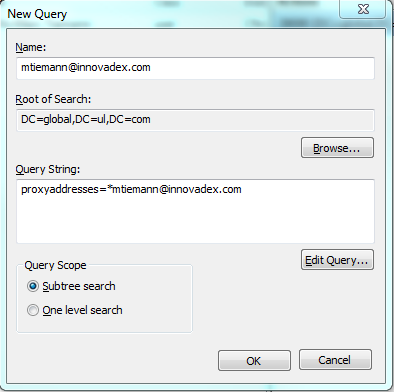 New Query
Name:
mtiemann@innovadex.com
Root of Search:
DC=global,DC=ul,DC=com
Browse...
Query String:
proxyaddresses=*mtiemann@innovadex.com
Edit Query...
Query Scope
Subtree search
One level search
OK Cancel